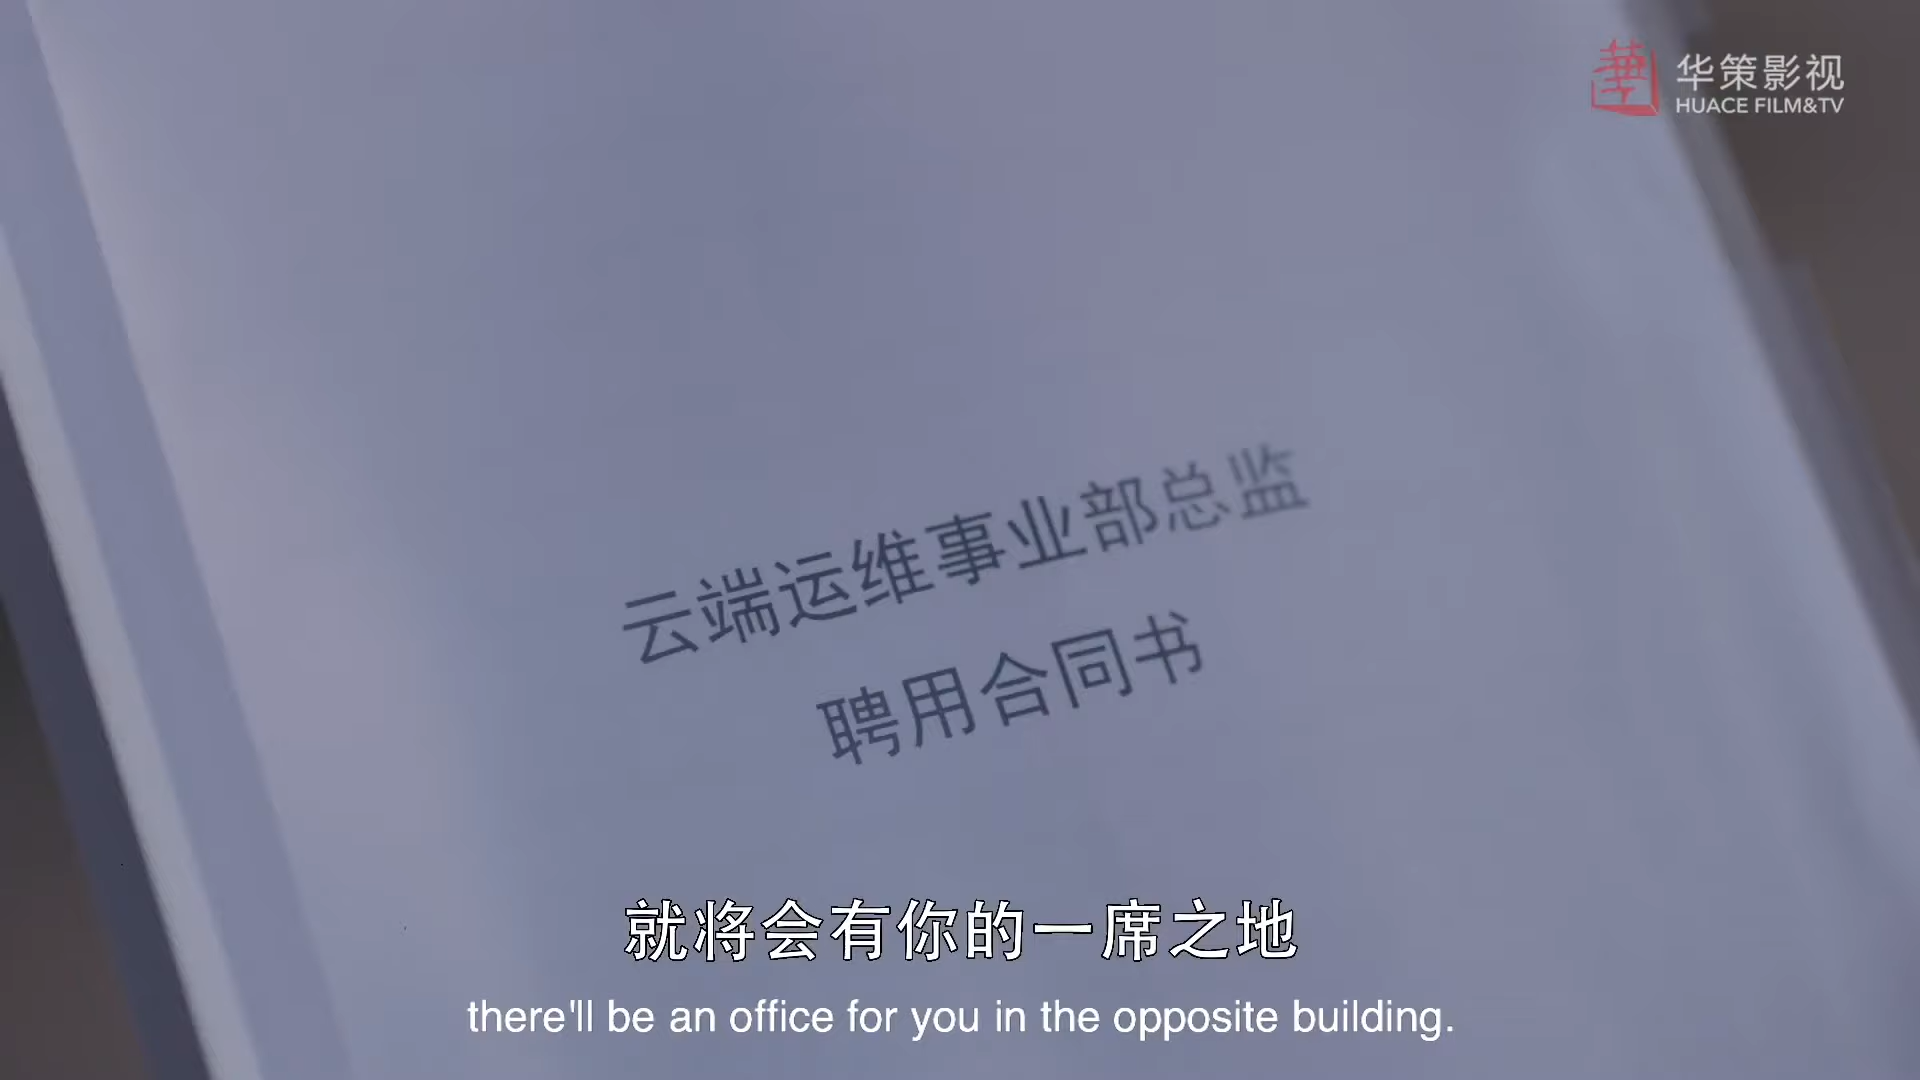 华策影视
HUACE FILM&TV
云端运维事业部总监
聘用合同书
就将会有你的一席之地
there'll be an office for you in the opposite building.